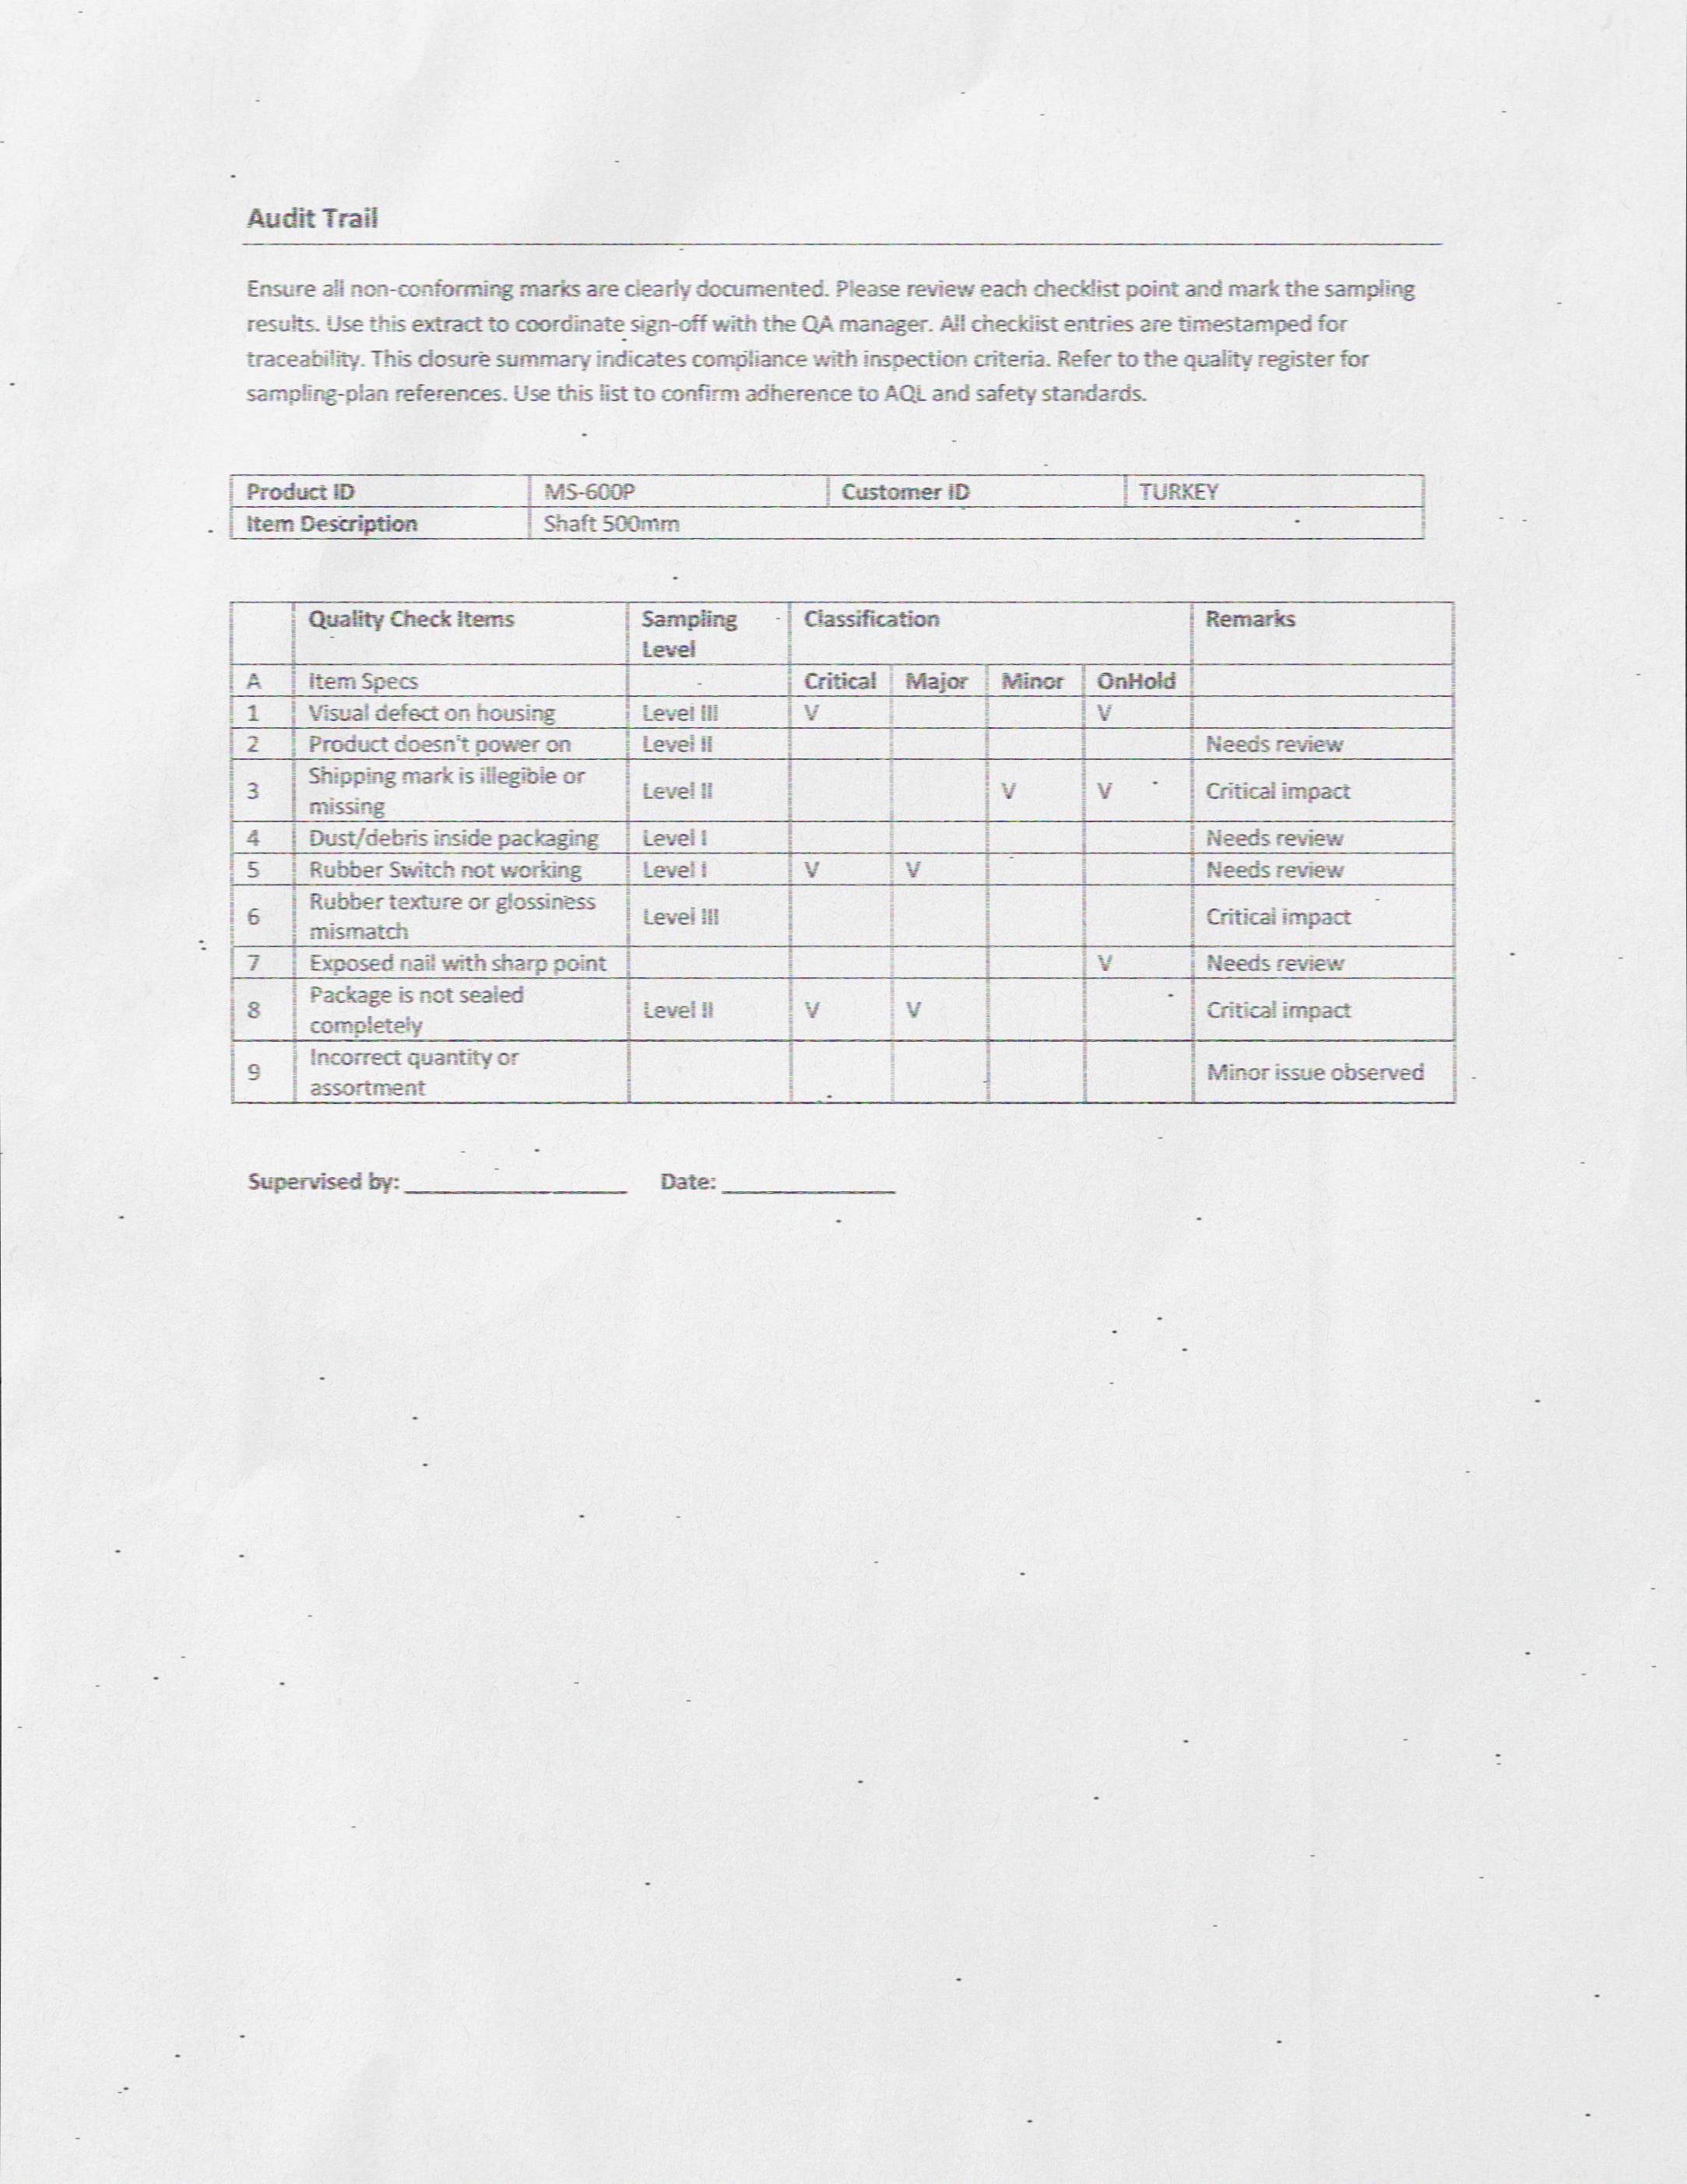 Audit Trail
Ensure all non-conforming marks are clearly documented. Please review each checklist point and mark the sampling
results. Use this extract to coordinate sign-off with the QA manager. All checklist entries are timestamped for
traceability. This closure summary indicates compliance with inspection criteria. Refer to the quality register for
sampling-plan references. Use this list to confirm adherence to AQL and safety standards.
Product ID MS-600P Customer ID TURKEY
Item Description Shaft 500mm
Quality Check Items Sampling Level Classification Remarks
A Item Specs Critical Major Minor OnHold
1 Visual defect on housing Level III V V
2 Product doesn't power on Level II Needs review
3 Shipping mark is illegible or missing Level II V V Critical impact
4 Dust/debris inside packaging Level I Needs review
5 Rubber Switch not working Level I V V Needs review
6 Rubber texture or glossiness mismatch Level III Critical impact
7 Exposed nail with sharp point V Needs review
8 Package is not sealed completely Level II V V Critical impact
9 Incorrect quantity or assortment Minor issue observed
Supervised by: ________________ Date: ____________